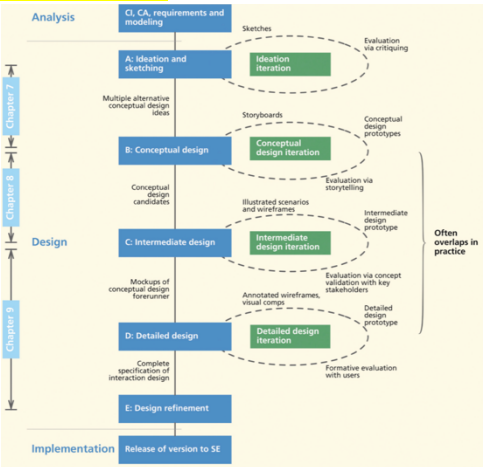 Analysis
CI, CA, requirements and
modeling
Sketches
Evaluation
via critiquing
A: Ideation and
sketching
Ideation
iteration
Chapter 7
Multiple alternative
conceptual design
ideas
Storyboards
Conceptual
design
prototypes
B: Conceptual design
Conceptual
design iteration
Evaluation via
storytelling
Chapter 8
Conceptual
design
candidates
Illustrated scenarios
and wireframes
Intermediate
design
prototype
Design
C: Intermediate design
Intermediate
design iteration
Often
overlaps in
practice
Evaluation via concept
validation with key
stakeholders
Mockups of
conceptual design
forerunner
Annotated wireframes,
visual comps
Detailed
design
prototype
Chapter 9
D: Detailed design
Detailed design
iteration
Complete
specification of
interaction design
Formative evaluation
with users
E: Design refinement
Implementation
Release of version to SE